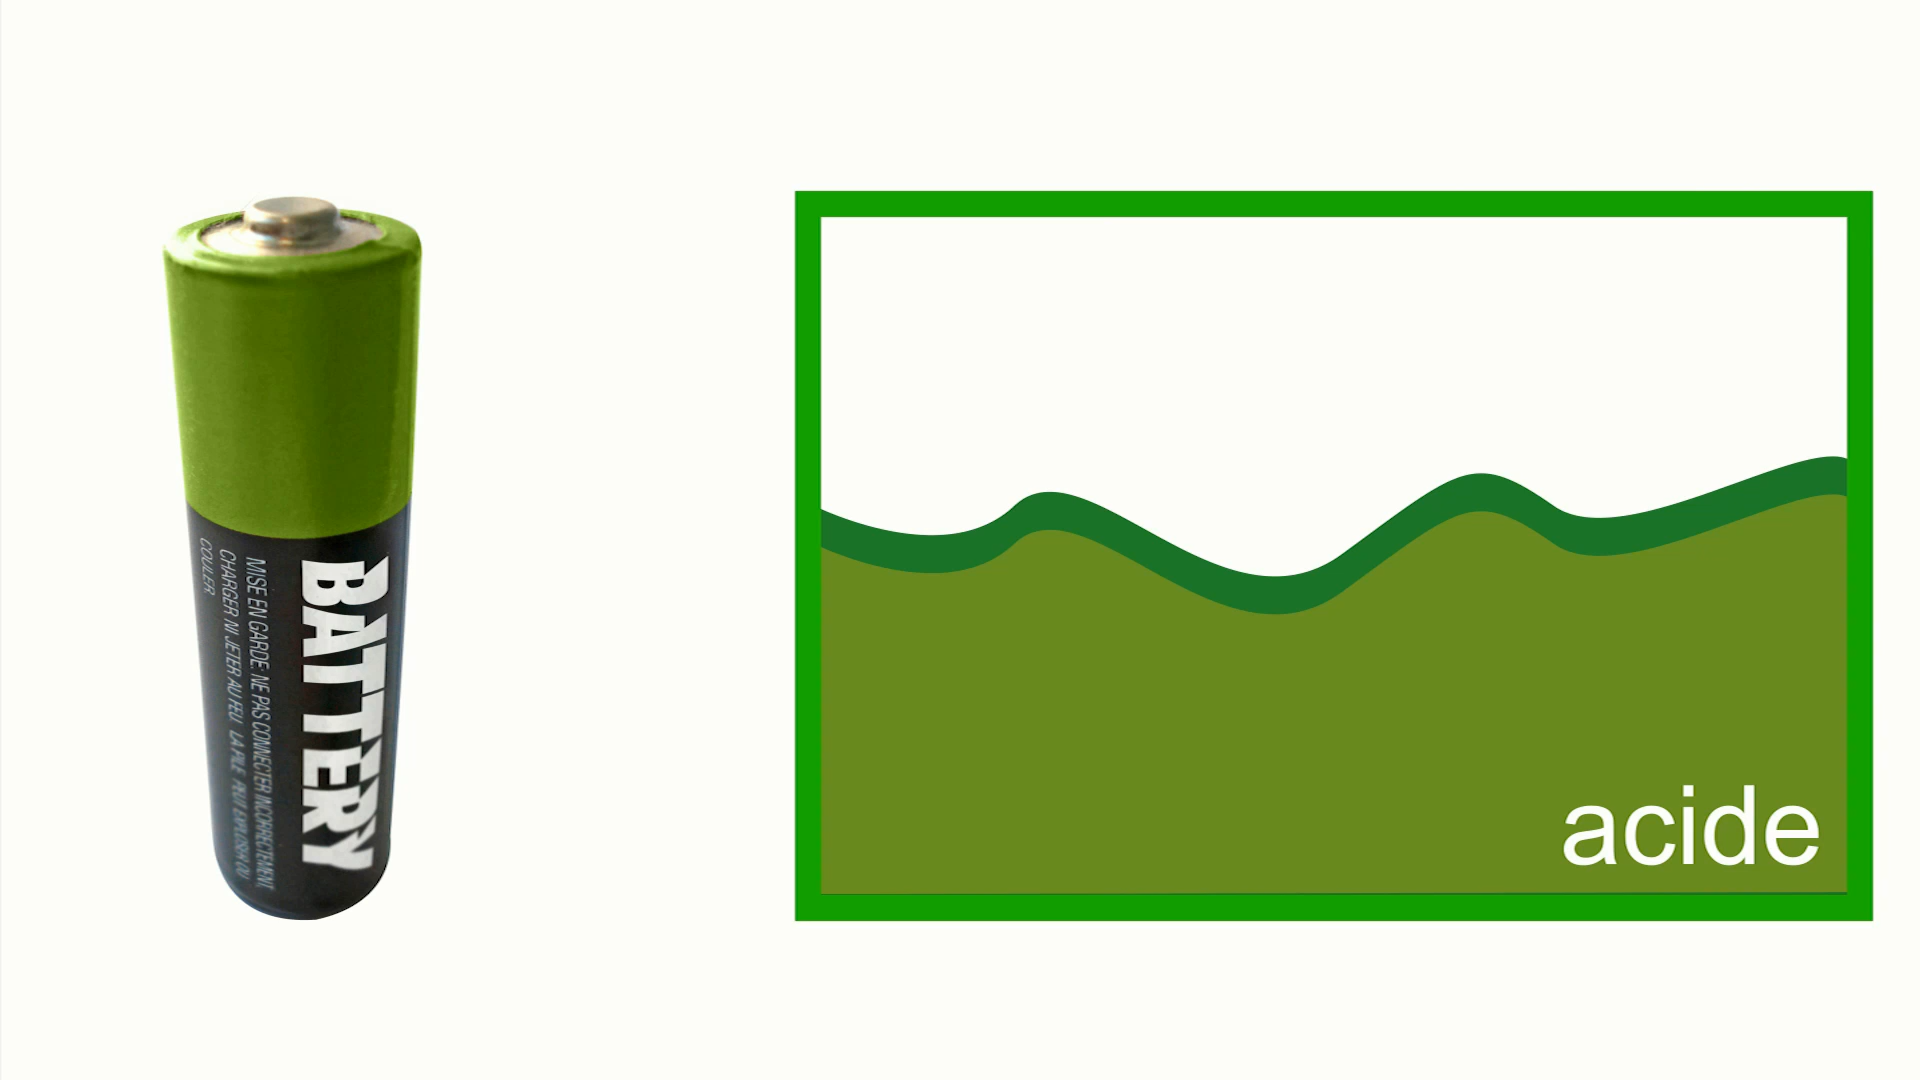 BATTERY
MISE EN GARDE: NE PAS CONNECTER INCORRECTEMENT,
CHARGER NI JETER AU FEU. LA PILE PEUT EXPLOSER OU
COULER
acide